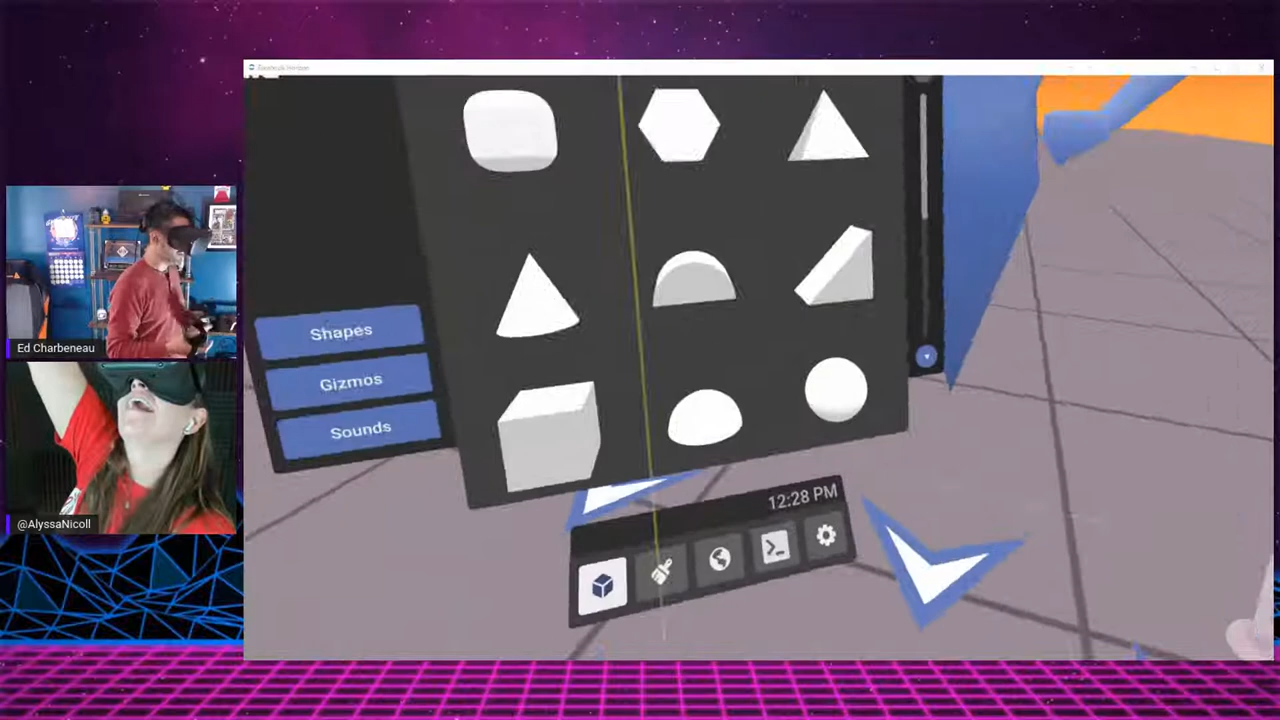 Shapes
Gizmos
Sounds
12:28 PM
Ed Charbeneau
@AlyssaNicoll